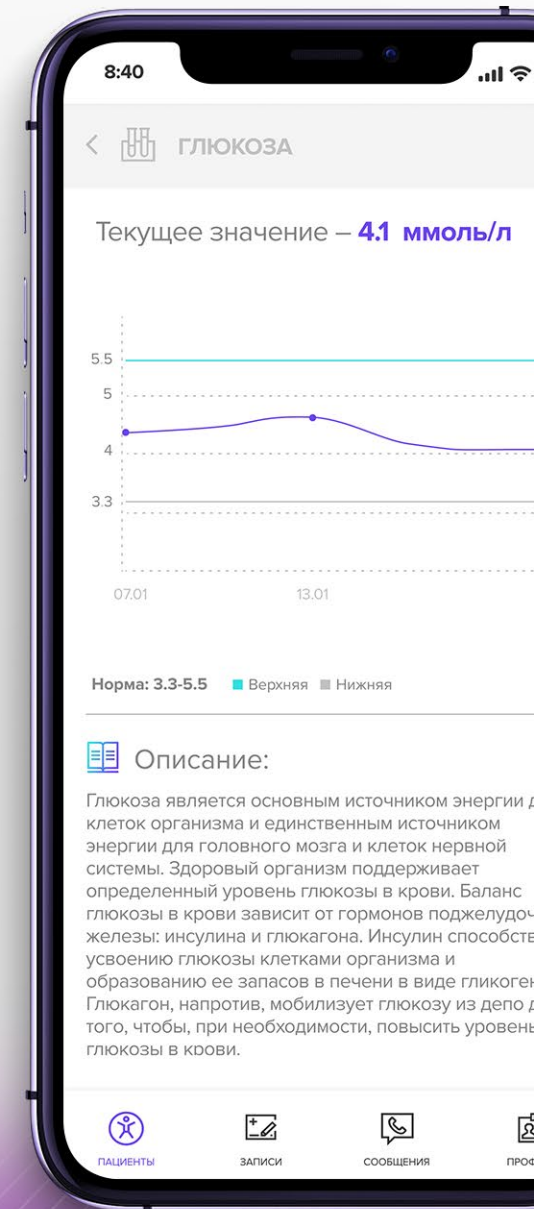 8:40
ГЛЮКОЗА
Текущее значение – 4.1 ммоль/л
5.5
5
4
3.3
07.01
13.01
Норма: 3.3-5.5 Верхняя Нижняя
Описание:
Глюкоза является основным источником энергии
клеток организма и единственным источником
энергии для головного мозга и клеток нервной
системы. Здоровый организм поддерживает
определенный уровень глюкозы в крови. Баланс
глюкозы в крови зависит от гормонов
железы: инсулина и глюкагона. Инсулин
усвоению глюкозы клетками организма и
образованию ее запасов в печени в виде
Глюкагон, напротив, мобилизует глюкозу из депо
того, чтобы, при необходимости, повысить уровень
глюкозы в крови.
ПАЦИЕНТЫ
ЗАПИСИ
СООБЩЕНИЯ